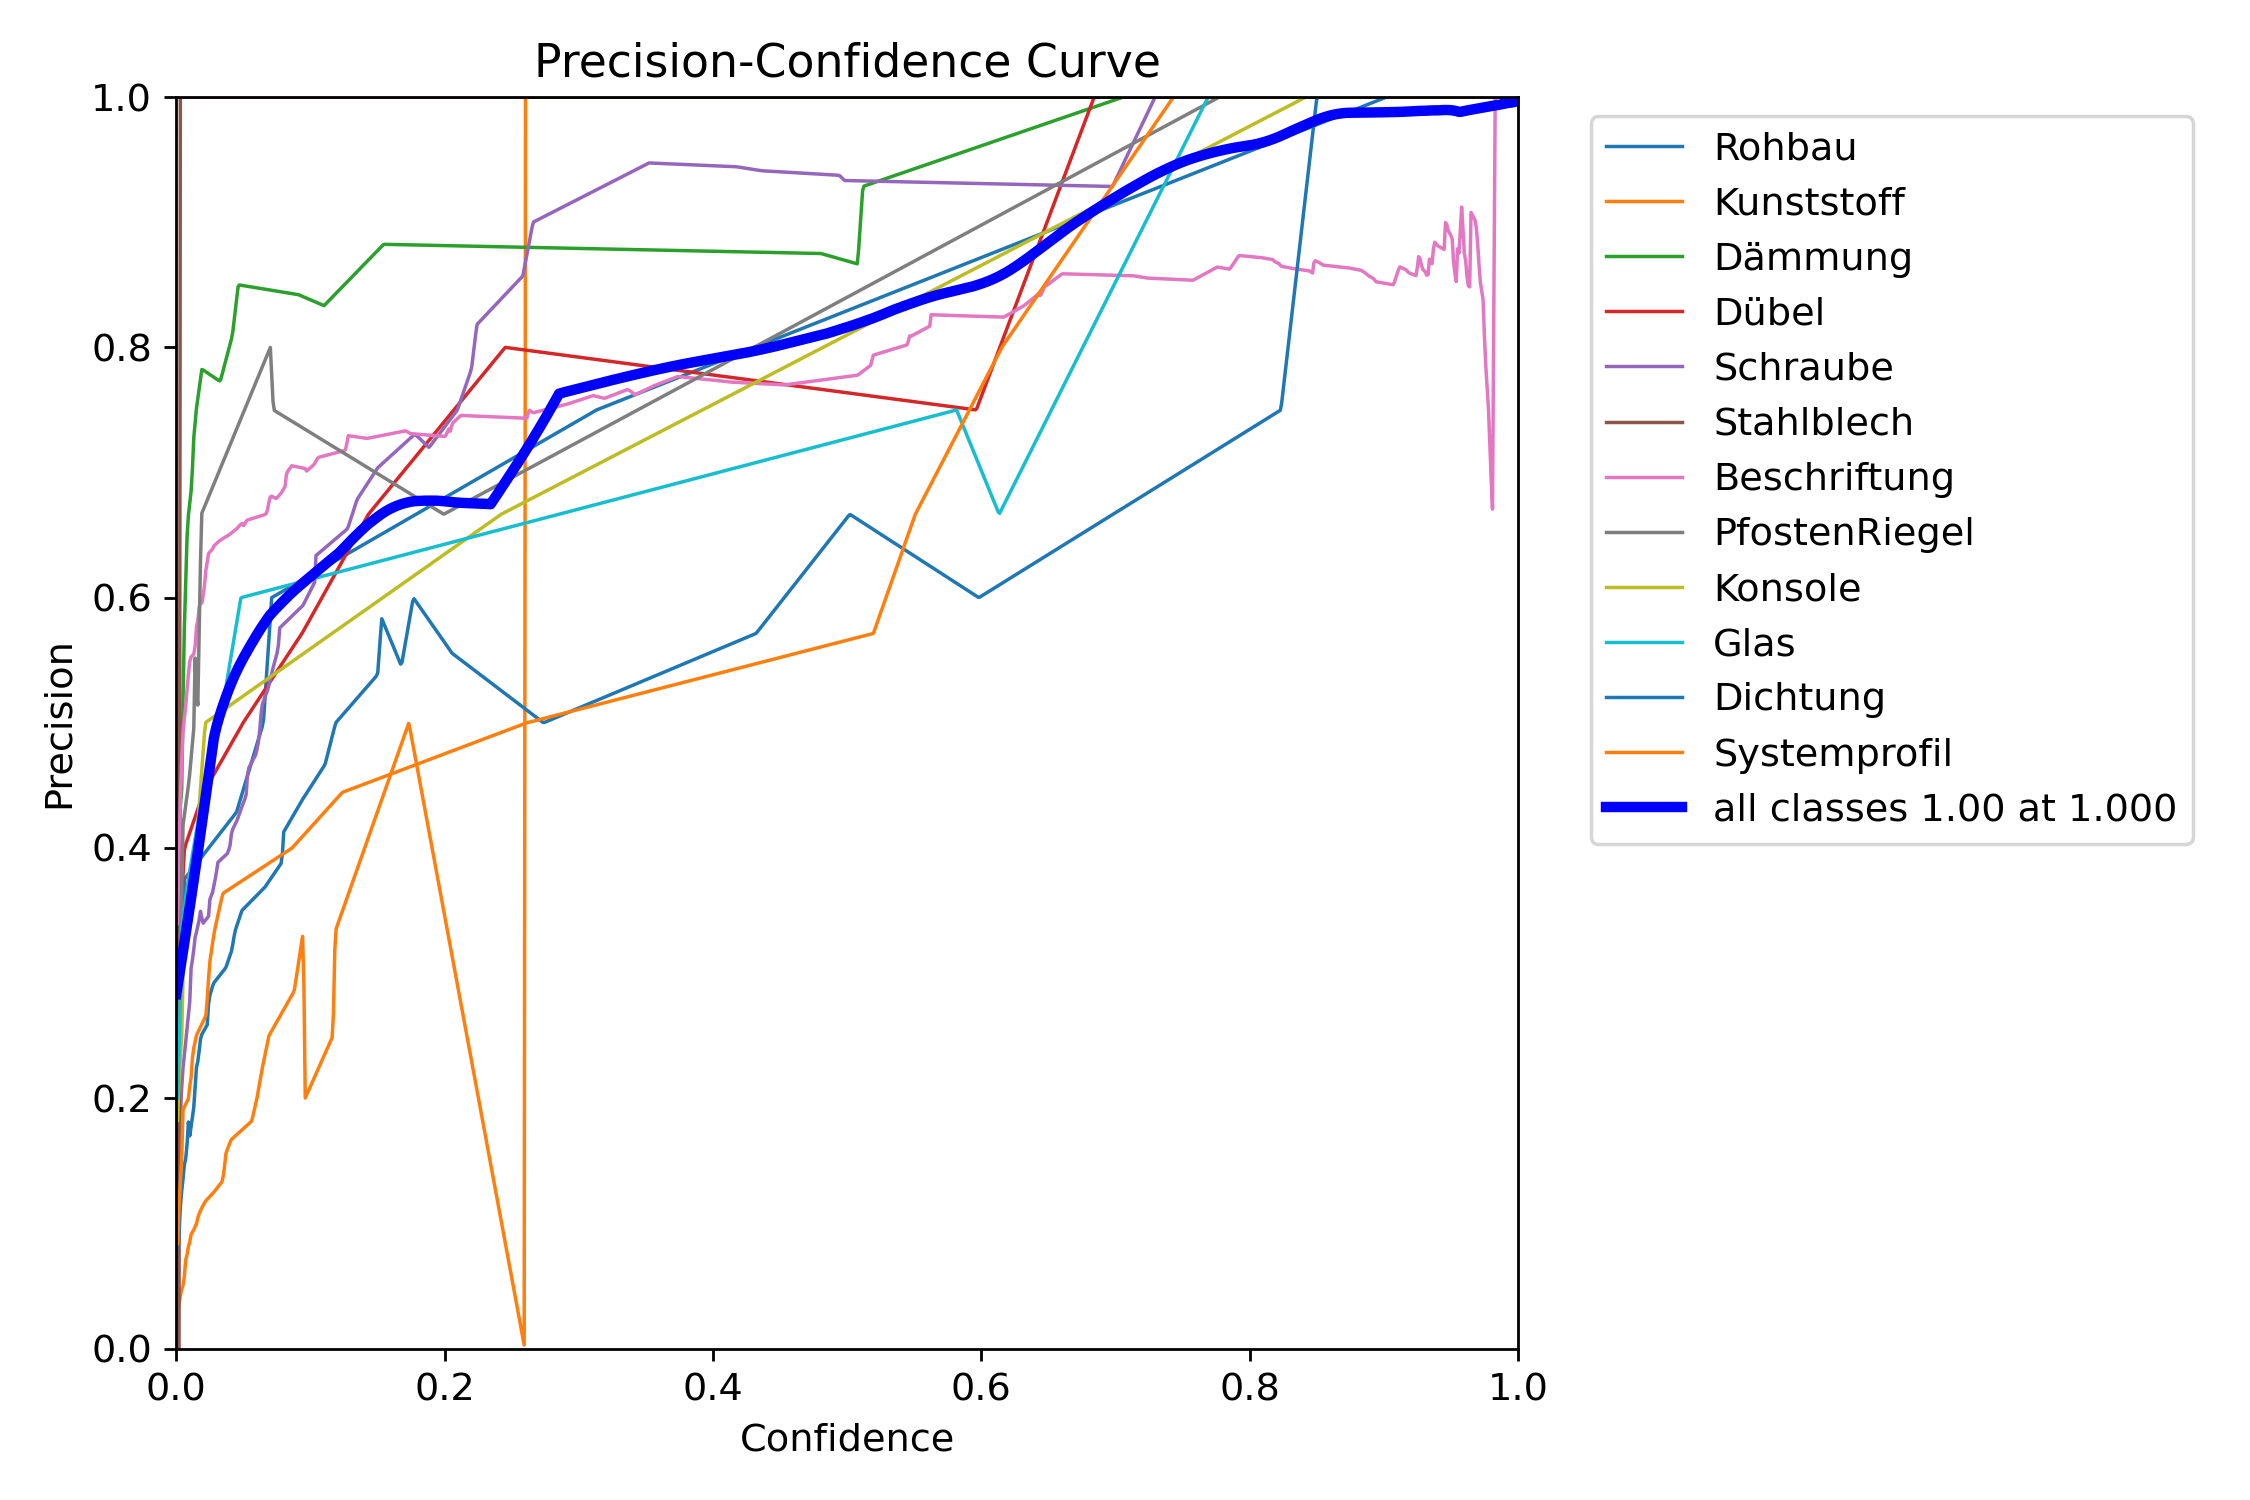 Precision-Confidence Curve
1.0
0.8
0.6
0.4
0.2
0.0
Precision
0.0 0.2 0.4 0.6 0.8 1.0
Confidence
Rohbau
Kunststoff
Dämmung
Dübel
Schraube
Stahlblech
Beschriftung
PfostenRiegel
Konsole
Glas
Dichtung
Systemprofil
all classes 1.00 at 1.000